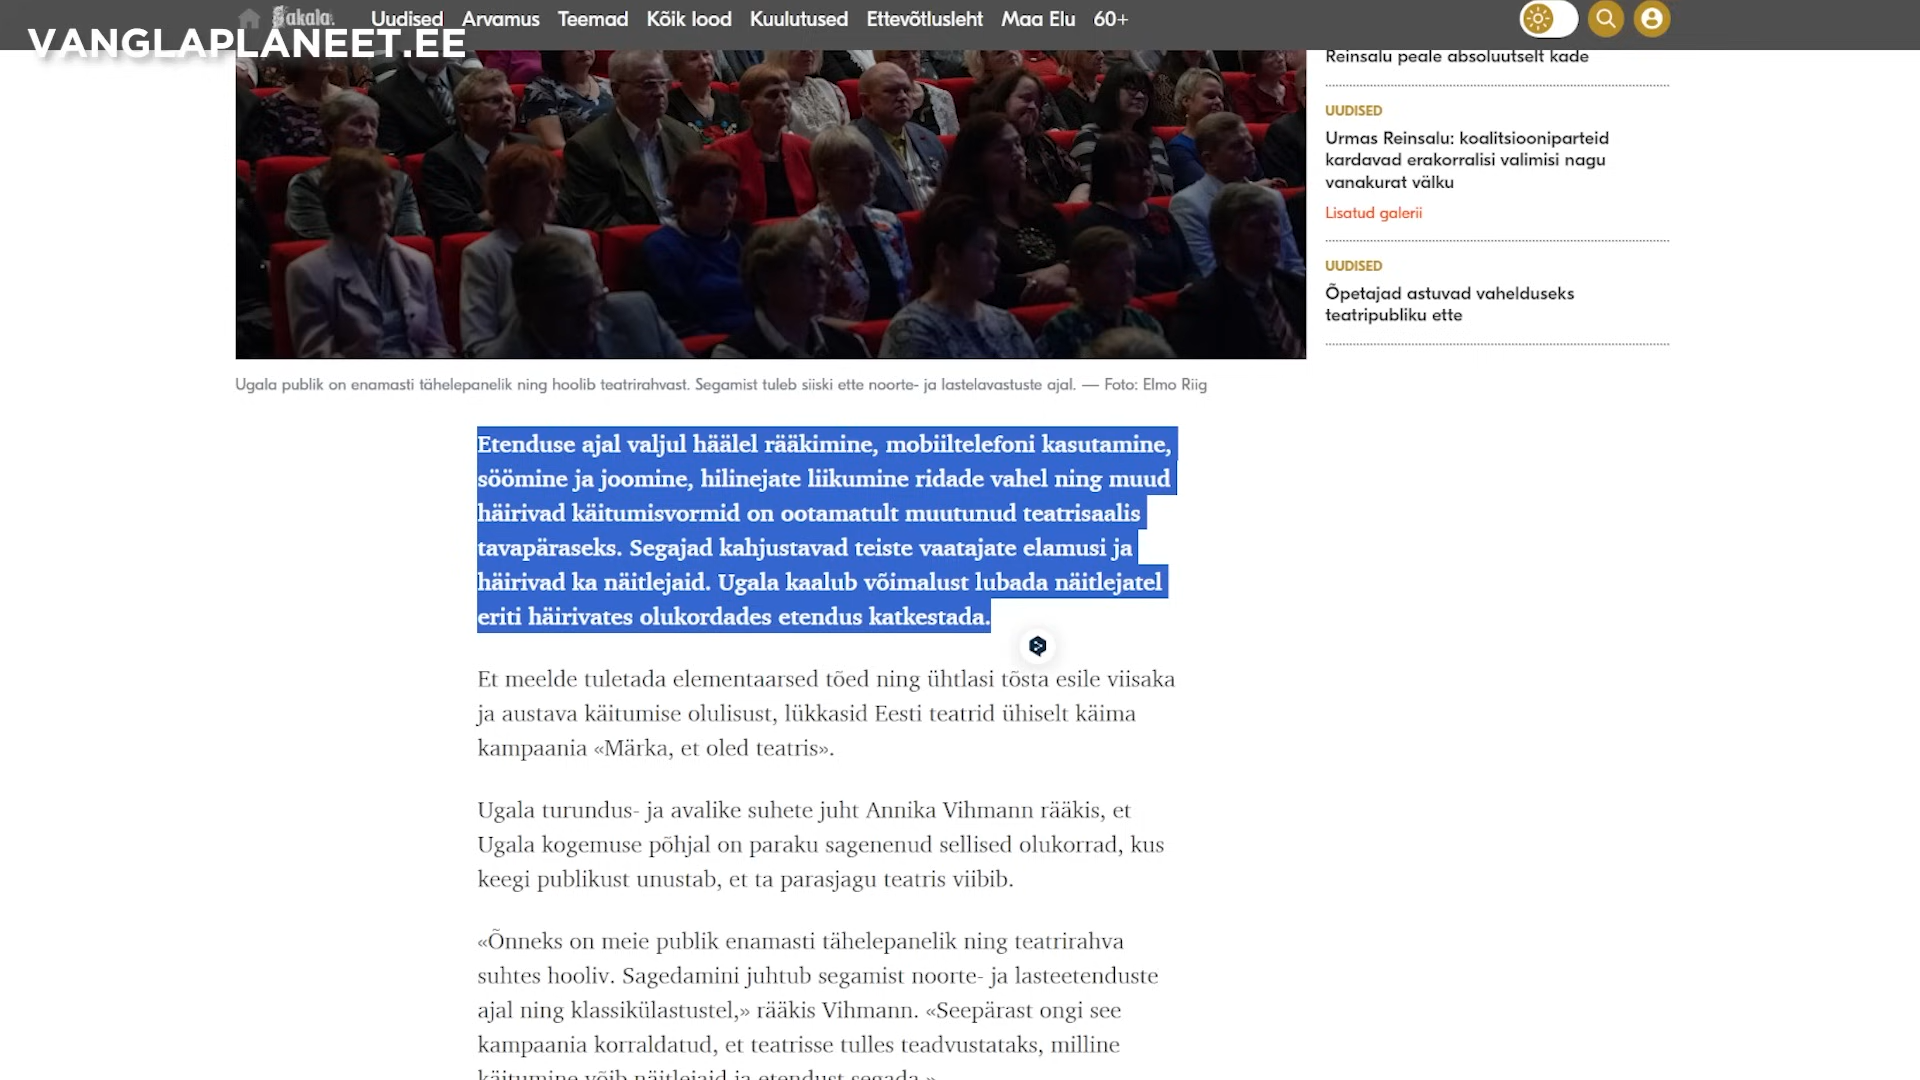 Sakala.
Uudised Arvamus Teemad Kõik lood Kuulutused Ettevõtlusleht Maa Elu 60+
VANGLAPLANEET.EE
Reinsalu peale absoluutselt kade
UUDISED
Urmas Reinsalu: koalitsiooniparteid
kardavad erakorralisi valimisi nagu
vanakurat välku
Lisatud galerii
UUDISED
Õpetajad astuvad vahelduseks
teatripubliku ette
Ugala publik on enamasti tähelepanelik ning hoolib teatrirahvast. Segamist tuleb siiski ette noorte- ja lastelavastuste ajal. — Foto: Elmo Riig
Etenduse ajal valjul häälel rääkimine, mobiiltelefoni kasutamine,
söömine ja joomine, hilinejate liikumine ridade vahel ning muud
häirivad käitumisvormid on ootamatult muutunud teatrisaalis
tavapäraseks. Segajad kahjustavad teiste vaatajate elamusi ja
häirivad ka näitlejaid. Ugala kaalub võimalust lubada näitlejatel
eriti häirivates olukordades etendus katkestada.
Et meelde tuletada elementaarsed tõed ning ühtlasi tõsta esile viisaka
ja austava käitumise olulisust, lükkasid Eesti teatrid ühiselt käima
kampaania «Märka, et oled teatris».
Ugala turundus- ja avalike suhete juht Annika Vihmann rääkis, et
Ugala kogemuse põhjal on paraku sagenenud sellised olukorrad, kus
keegi publikust unustab, et ta parasjagu teatris viibib.
«Õnneks on meie publik enamasti tähelepanelik ning teatrirahva
suhtes hooliv. Sagedamini juhtub segamist noorte- ja lasteetenduste
ajal ning klassikülastustel,» rääkis Vihmann. «Seepärast ongi see
kampaania korraldatud, et teatrisse tulles teadvustataks, milline
käitumine võib näitlejaid ja etendust segada.»